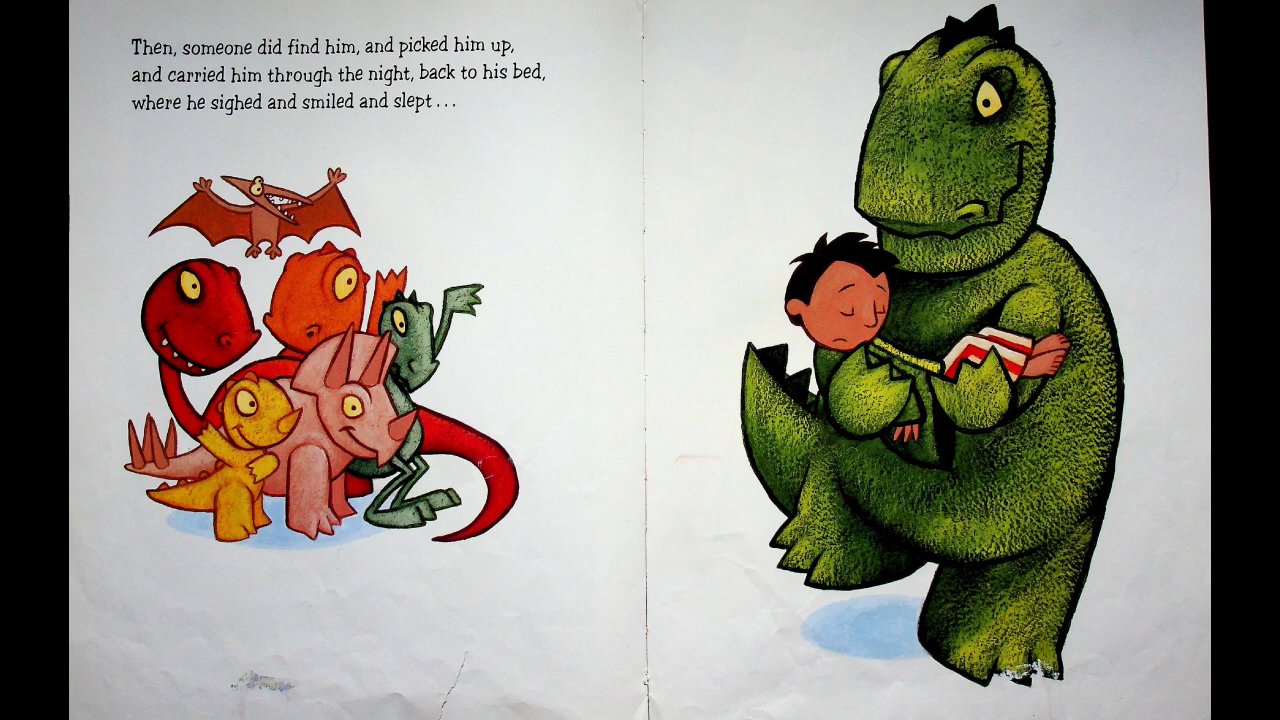 Then, someone did find him, and picked him up,
and carried him through the night, back to his bed,
where he sighed and smiled and slept . . .